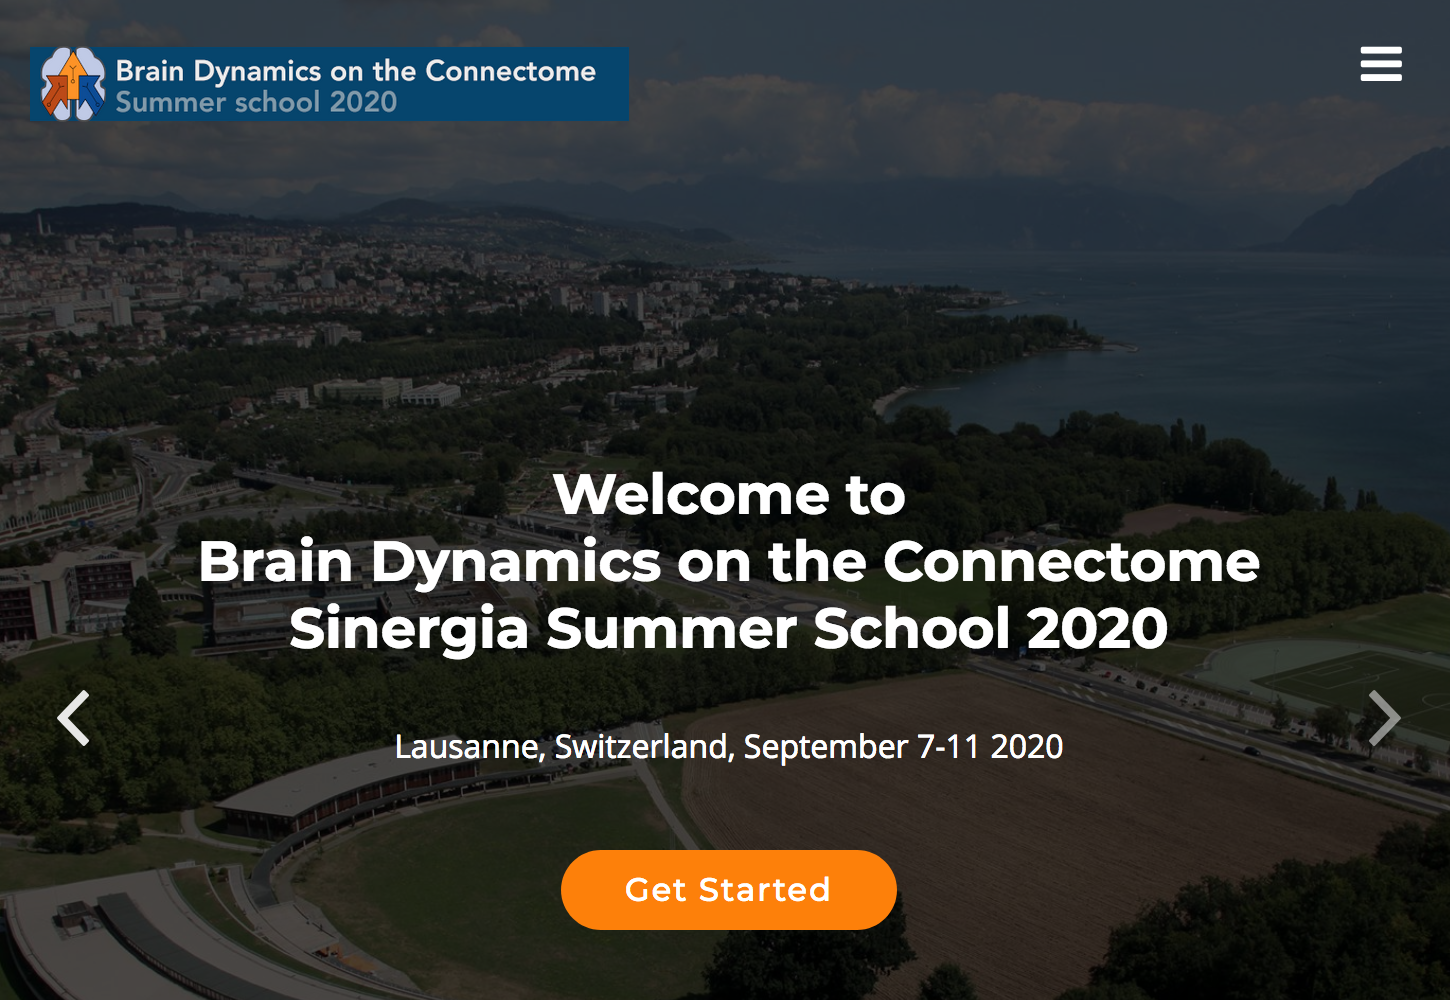 Brain Dynamics on the Connectome
Summer school 2020
Welcome to
Brain Dynamics on the Connectome
Sinergia Summer School 2020
Lausanne, Switzerland, September 7-11 2020
Get Started